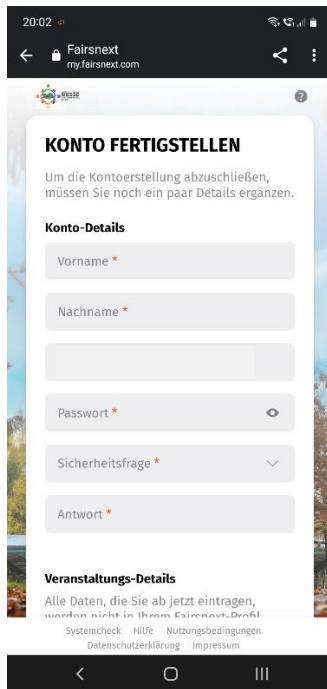 20:02
Fairsnext
my.fairsnext.com
KONTO FERTIGSTELLEN
Um die Kontoerstellung abzuschließen,
müssen Sie noch ein paar Details ergänzen.
Konto-Details
Vorname *
Nachname *
Passwort *
Sicherheitsfrage *
Antwort *
Veranstaltungs-Details
Alle Daten, die Sie ab jetzt eintragen,
werden nicht in Ihrem Fairsnext-Profil
Systemcheck Hilfe Nutzungsbedingungen
Datenschutzerklärung Impressum